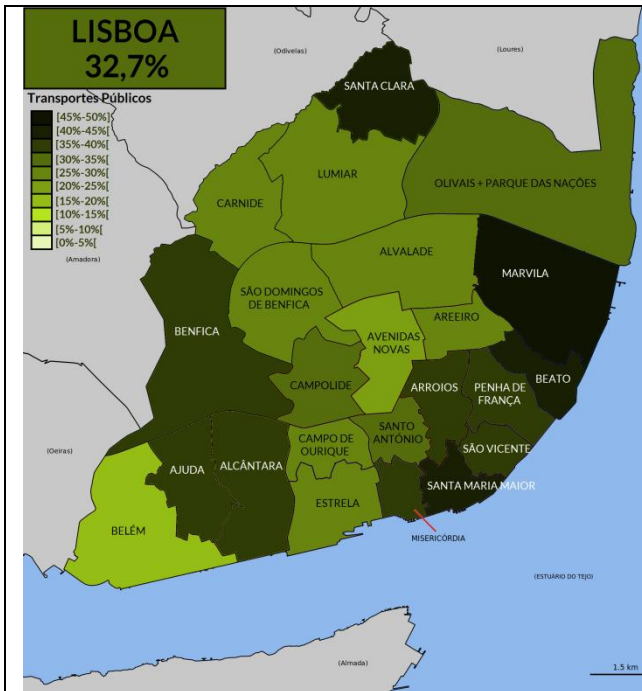 LISBOA
32,7%
(Odivelas)
(Loures)
Transportes Públicos
[45%-50%[
[40%-45%[
[35%-40%[
[30%-35%[
[25%-30%[
[20%-25%[
[15%-20%[
[10%-15%[
[5%-10%[
[0%-5%[
(Amadora)
SANTA CLARA
LUMIAR
OLIVAIS + PARQUE DAS NAÇÕES
CARNIDE
ALVALADE
MARVILA
SÃO DOMINGOS
DE BENFICA
BENFICA
AREEIRO
AVENIDAS
NOVAS
BEATO
CAMPOLIDE
ARROIOS
PENHA DE
FRANÇA
SANTO
ANTÓNIO
CAMPO DE
OURIQUE
SÃO VICENTE
(Oeiras)
AJUDA
ALCÂNTARA
SANTA MARIA MAIOR
ESTRELA
BELÉM
MISERICÓRDIA
(ESTUÁRIO DO TEJO)
(Almada)
1.5 km